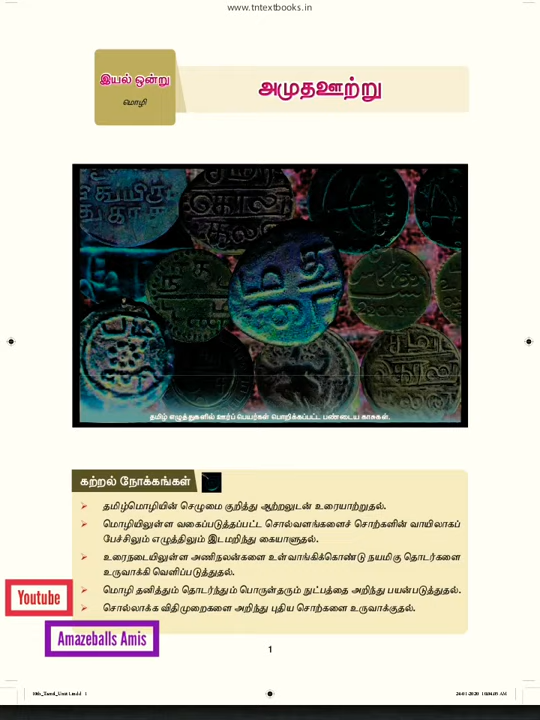 www.tntextbooks.in
இயல் ஒன்று
மொழி
அமுதஊற்று
தமிழ் எழுத்துகளில் ஊர்ப் பெயர்கள் பொறிக்கப்பட்ட பண்டைய காசுகள்.
கற்றல் நோக்கங்கள்
➢ தமிழ்மொழியின் செழுமை குறித்து ஆற்றலுடன் உரையாற்றுதல்.
➢ மொழியிலுள்ள வகைப்படுத்தப்பட்ட சொல்வளங்களைச் சொற்களின் வாயிலாகப்
பேச்சிலும் எழுத்திலும் இடமறிந்து கையாளுதல்.
➢ உரைநடையிலுள்ள அணிநலன்களை உள்வாங்கிக்கொண்டு நயமிகு தொடர்களை
உருவாக்கி வெளிப்படுத்துதல்.
➢ மொழி தனித்தும் தொடர்ந்தும் பொருள்தரும் நுட்பத்தை அறிந்து பயன்படுத்துதல்.
➢ சொல்லாக்க விதிமுறைகளை அறிந்து புதிய சொற்களை உருவாக்குதல்.
Youtube
Amazeballs Amis
1